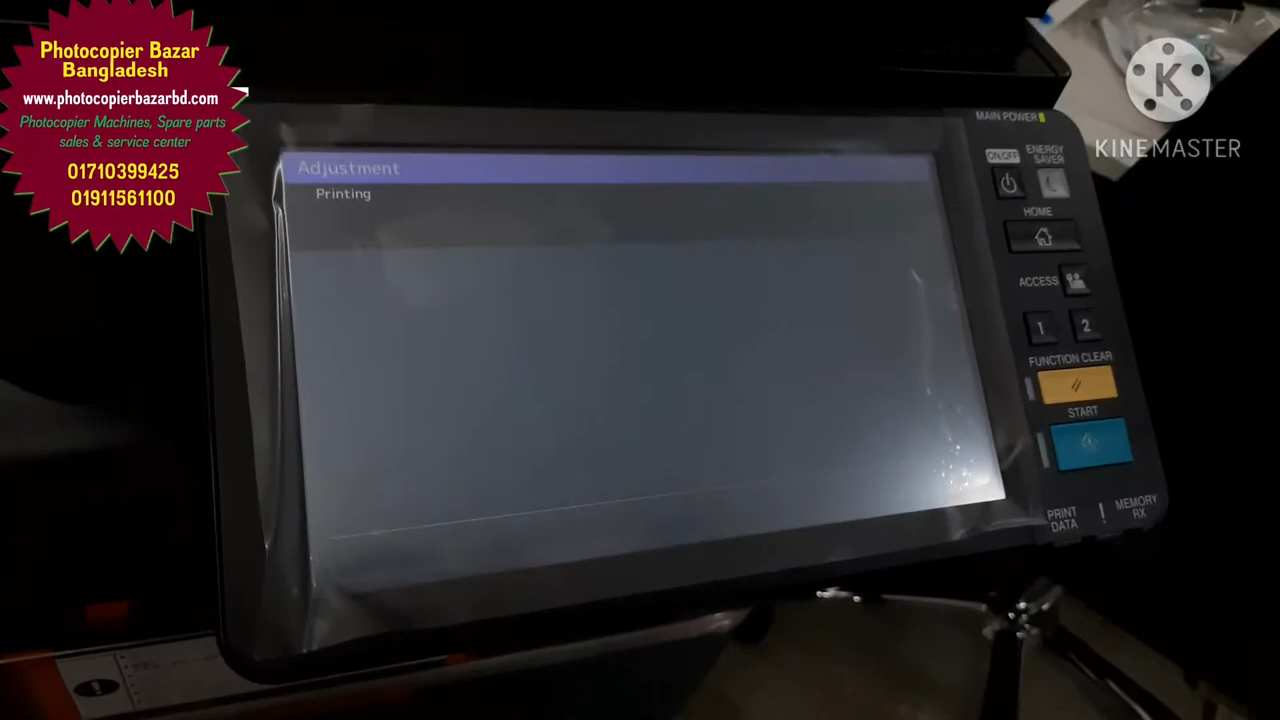 Photocopier Bazar
Bangladesh
www.photocopierbazarbd.com
Photocopier Machines, Spare parts
sales & service center
01710399425
01911561100
K
KINEMASTER
Adjustment
Printing
MAIN POWER
ON/OFF
ENERGY
SAVER
HOME
ACCESS
1
2
FUNCTION CLEAR
START
PRINT
DATA
!
MEMORY
RX